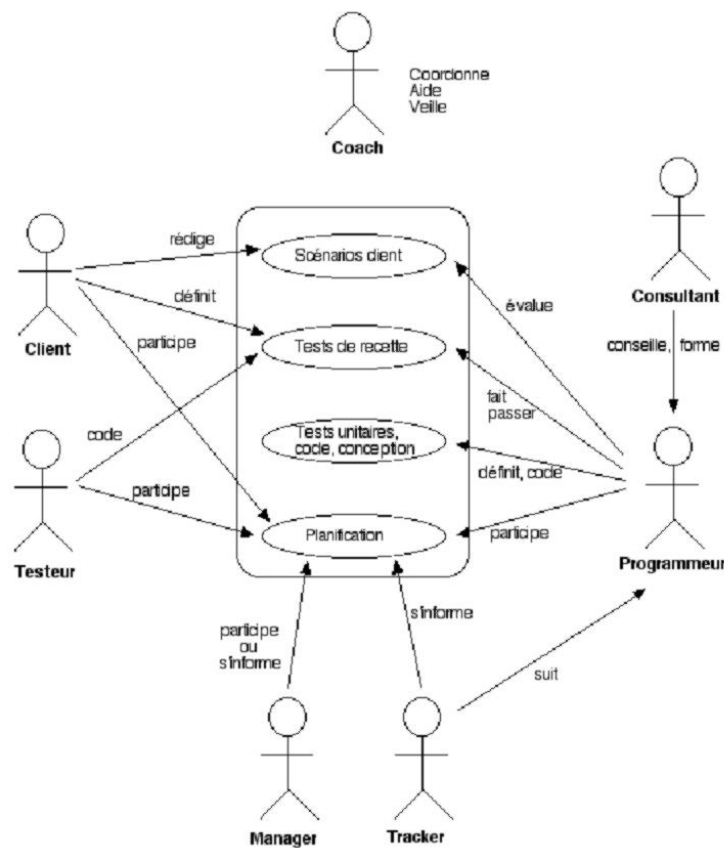 Coordonne
Aide
Veille
Coach
rédige
Scénarios client
définit
évalue
Consultant
participe
Client
Tests de recette
conseille, forme
fait
passer
code
Tests unitaires,
code, conception
définit, code
participe
Planification
participe
Testeur
Programmeur
s'informe
participe
ou
s'informe
suit
Manager
Tracker